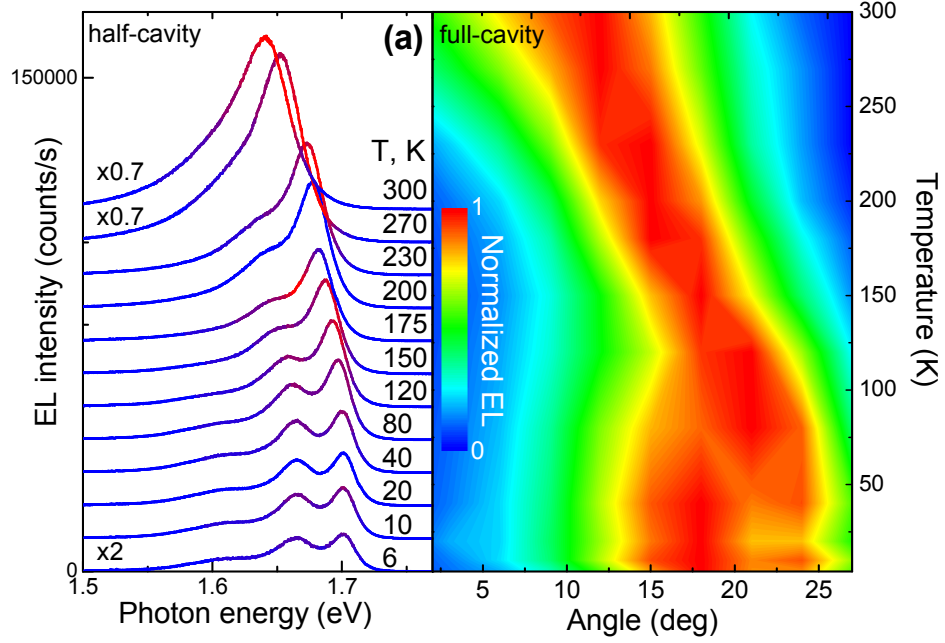 half-cavity
(a)
150000
T, K
x0.7
300
x0.7
270
230
200
175
150
120
80
40
20
10
x2
6
0
1.5
1.6
1.7
EL intensity (counts/s)
Photon energy (eV)
full-cavity
1
Normalized EL
0
300
250
200
150
100
50
Temperature (K)
5
10
15
20
25
Angle (deg)